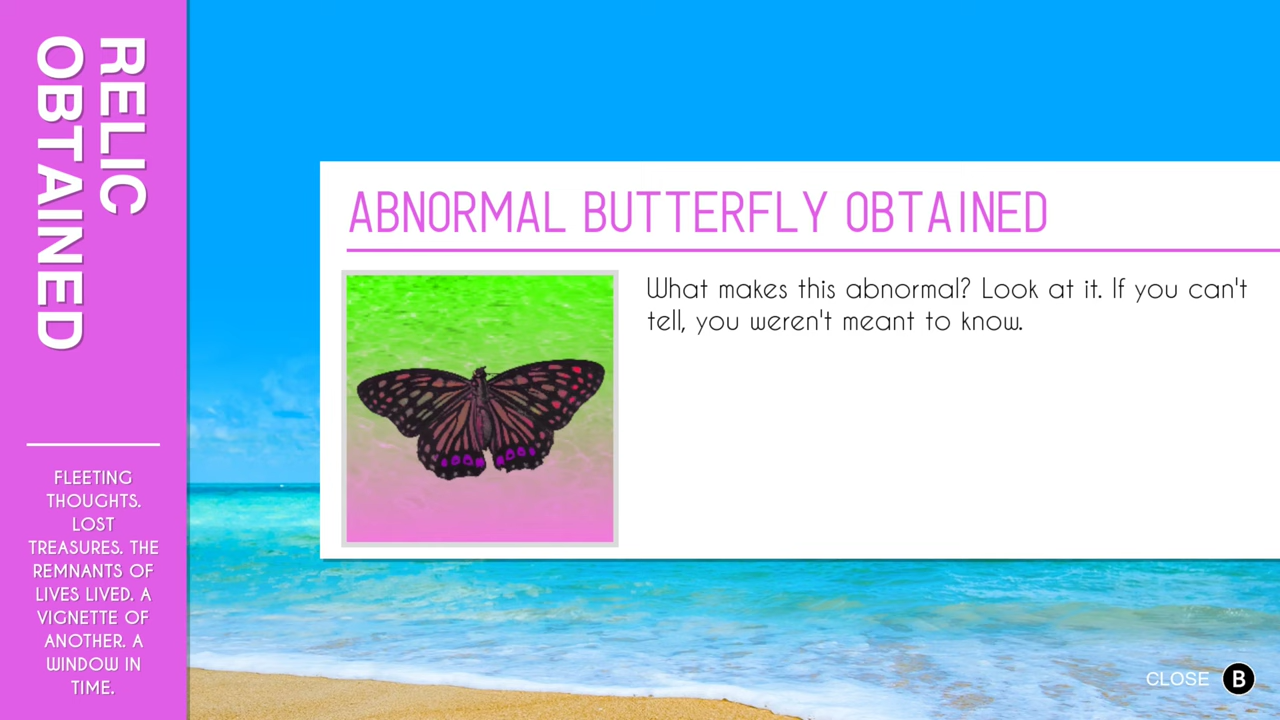 RELIC
OBTAINED
FLEETING
THOUGHTS.
LOST
TREASURES. THE
REMNANTS OF
LIVES LIVED. A
VIGNETTE OF
ANOTHER. A
WINDOW IN
TIME.
ABNORMAL BUTTERFLY OBTAINED
What makes this abnormal? Look at it. If you can't
tell, you weren't meant to know.
CLOSE B